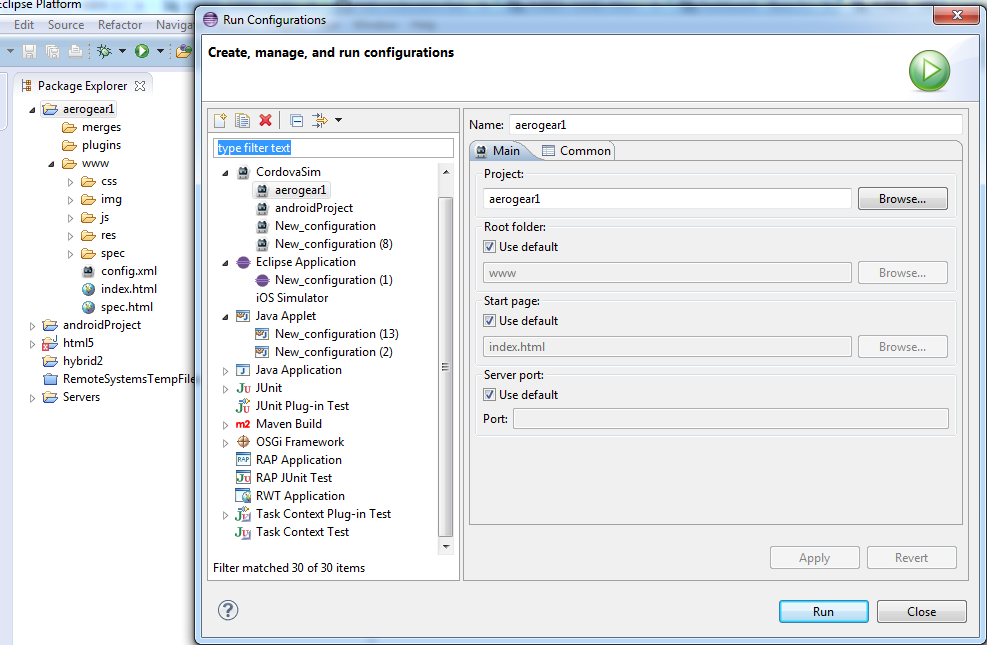 Eclipse Platform
Edit Source Refactor Naviga
Package Explorer
aerogear1
merges
plugins
www
css
img
js
res
spec
config.xml
index.html
spec.html
androidProject
html5
hybrid2
RemoteSystemsTempFile
Servers
Run Configurations
Create, manage, and run configurations
type filter text
CordovaSim
aerogear1
androidProject
New_configuration
New_configuration (8)
Eclipse Application
New_configuration (1)
iOS Simulator
Java Applet
New_configuration (13)
New_configuration (2)
Java Application
Ju JUnit
JUnit Plug-in Test
m2 Maven Build
OSGi Framework
RAP RAP Application
Ju RAP JUnit Test
RWT Application
Task Context Plug-in Test
Task Context Test
Filter matched 30 of 30 items
Name: aerogear1
Main Common
Project:
aerogear1 Browse...
Root folder:
Use default
www Browse...
Start page:
Use default
index.html Browse...
Server port:
Use default
Port:
Apply Revert
? Run Close